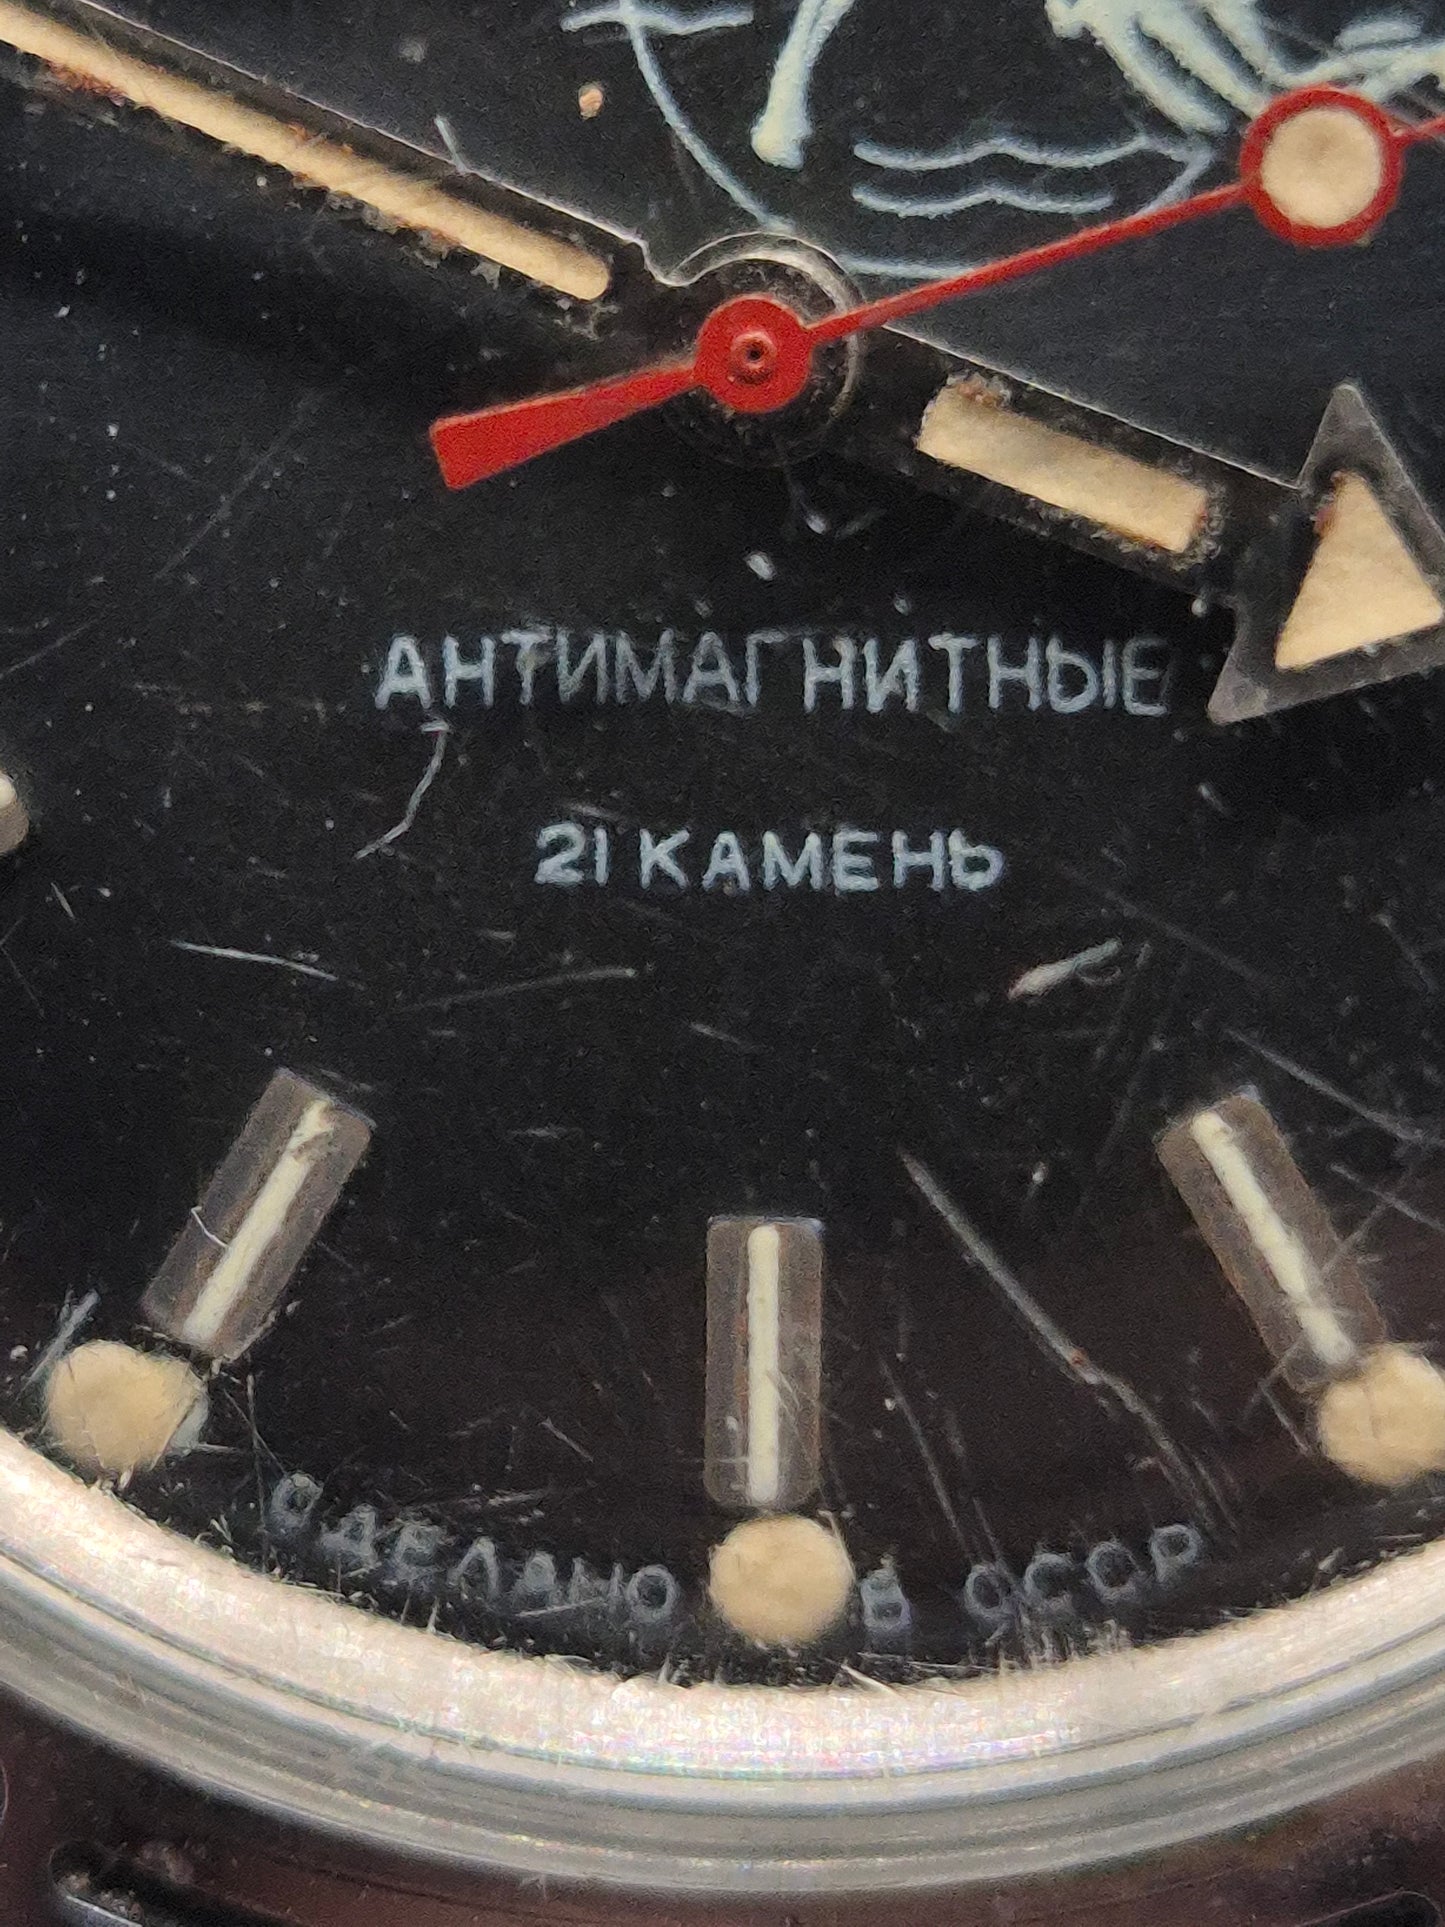 АНТИМАГНИТНЫЕ
21 КАМЕНЬ
СДЕЛАНО В СССР